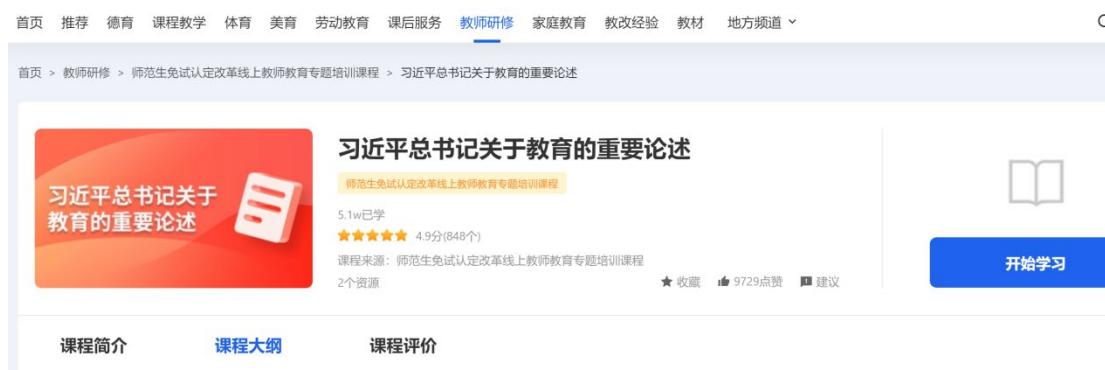 首页 推荐 德育 课程教学 体育 美育 劳动教育 课后服务 教师研修 家庭教育 教改经验 教材 地方频道
首页 > 教师研修 > 师范生免试认定改革线上教师教育专题培训课程 > 习近平总书记关于教育的重要论述
习近平总书记关于
教育的重要论述
习近平总书记关于教育的重要论述
师范生免试认定改革线上教师教育专题培训课程
5.1w已学
4.9分(848个)
课程来源：师范生免试认定改革线上教师教育专题培训课程
2个资源 收藏 9729点赞 建议
开始学习
课程简介 课程大纲 课程评价